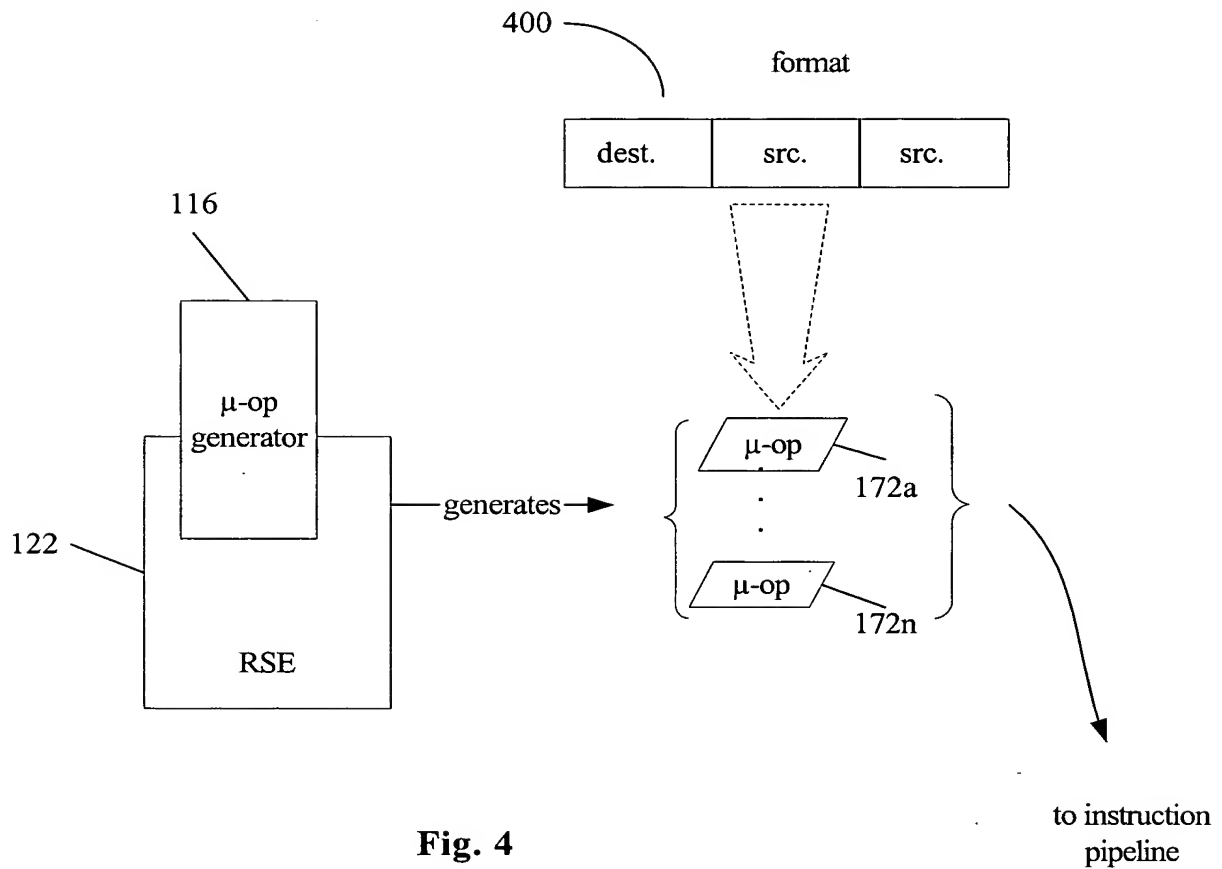 400
format
dest. src. src.
116
μ-op
generator
generates
μ-op
172a
122
μ-op
172n
RSE
to instruction
pipeline
Fig. 4